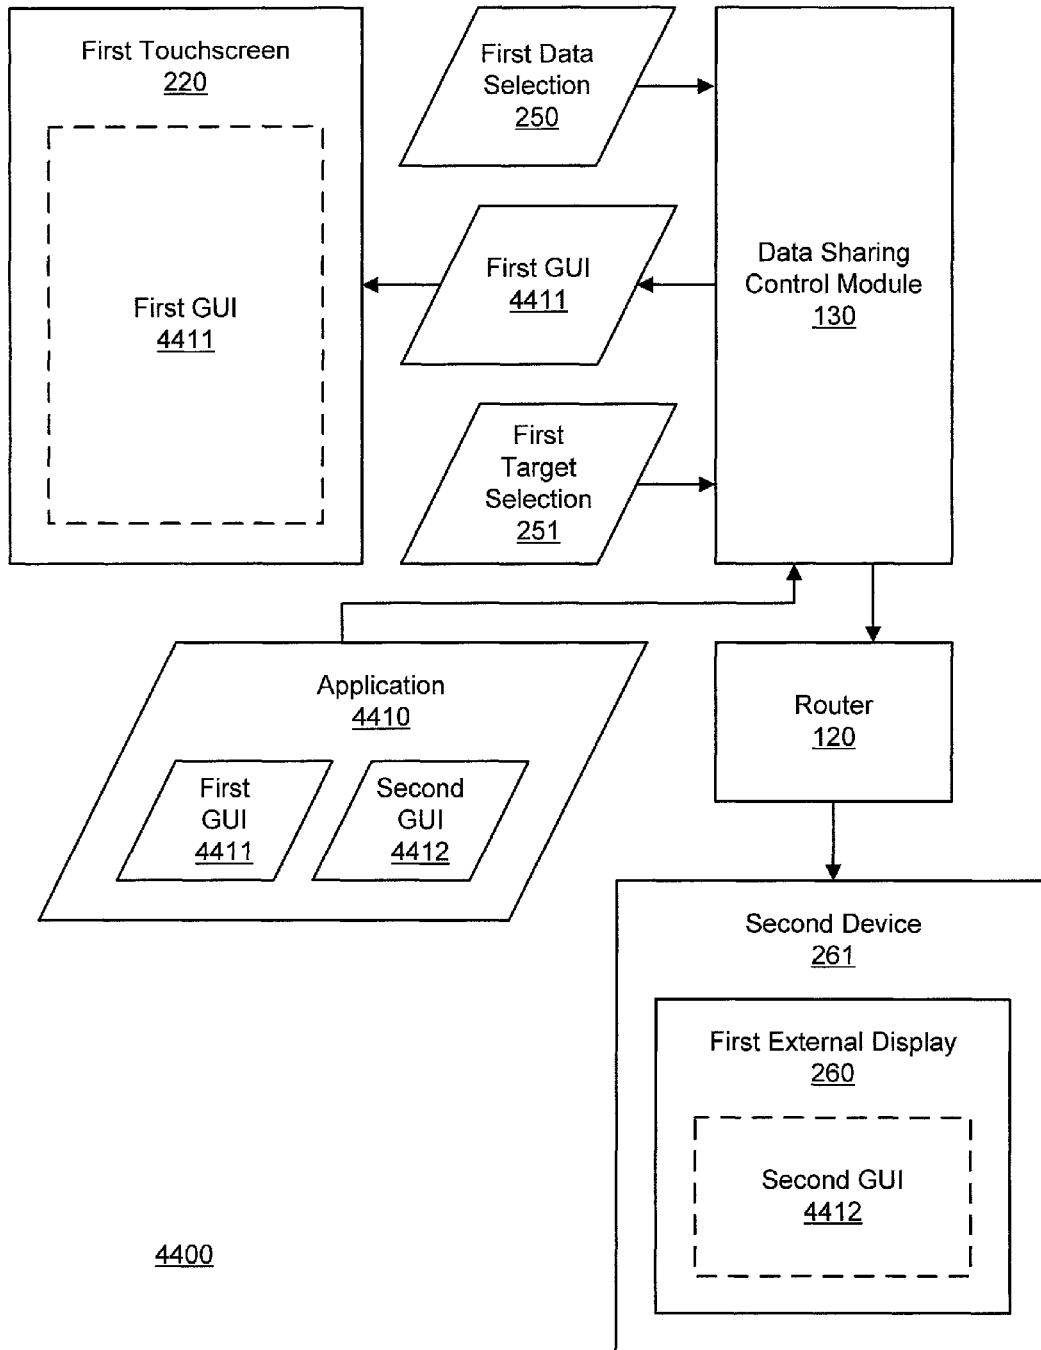 First Touchscreen
220
First GUI
4411
First Data
Selection
250
First GUI
4411
First
Target
Selection
251
Data Sharing
Control Module
130
Application
4410
First
GUI
4411
Second
GUI
4412
Router
120
Second Device
261
First External Display
260
Second GUI
4412
4400